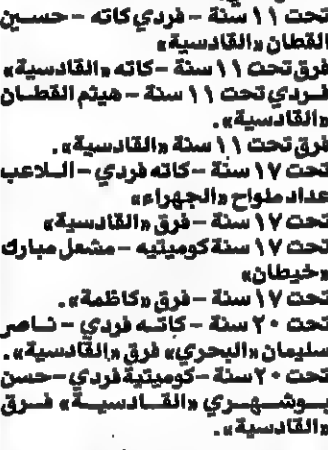 تحت ١١ سنة - فردي كاته - حسين
القطان «القادسية»
فرق تحت ١١ سنة - كاته «القادسية»
فردي تحت ١١ سنة - هيثم القطان
«القادسية».
فرق تحت ١١ سنة «القادسية».
تحت ١٧ سنة - كاته فردي - اللاعب
عداد ملواح «الجهراء»
تحت ١٧ سنة - فرق «القادسية»
تحت ١٧ سنة كوميتيه - مشعل مبارك
«خيطان»
تحت ١٧ سنة - فرق «كاظمة».
تحت ٢٠ سنة - كاته فردي - ناصر
سليمان «البحري» فرق «القادسية».
تحت ٢٠ سنة - كوميتية فردي - حسن
بوشهري «القادسية» فرق
«القادسية».